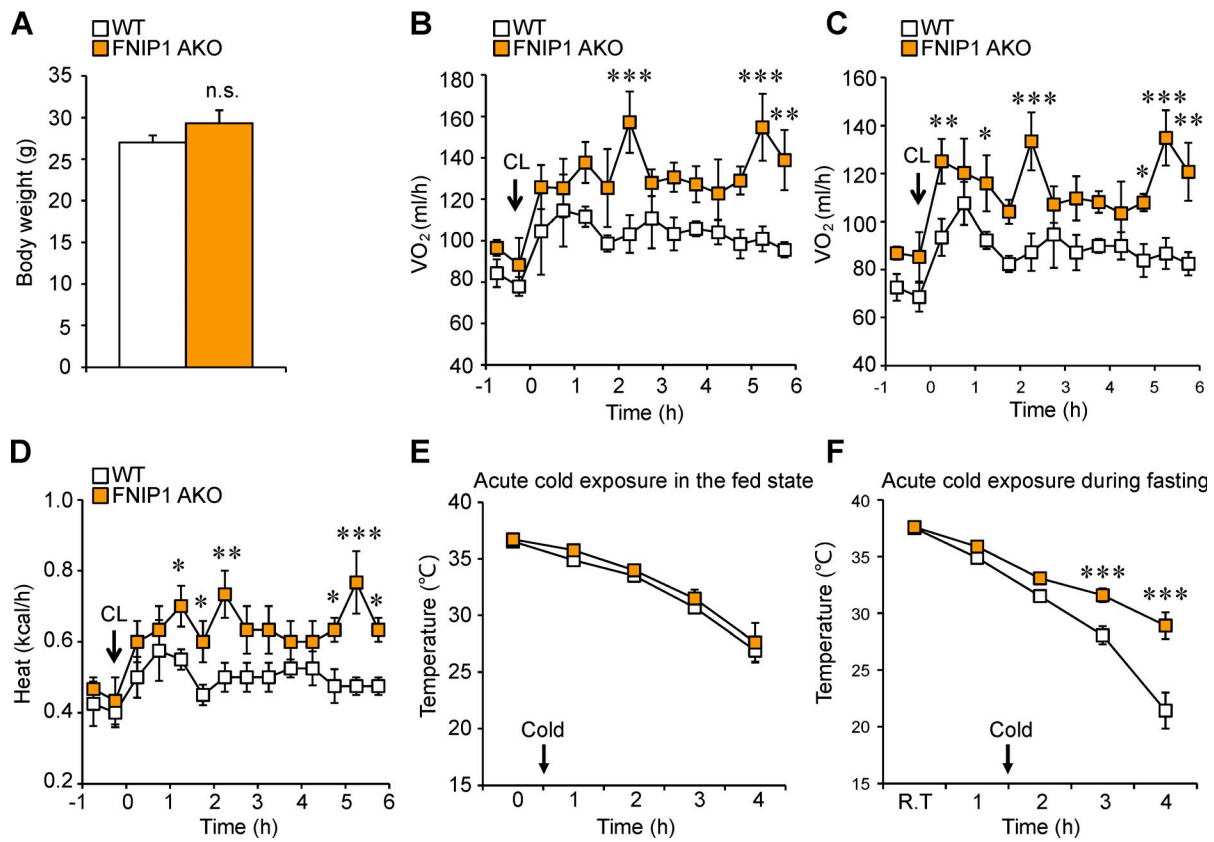 A
WT
FNIP1 AKO
Body weight (g)
35
30
25
20
15
10
5
0
n.s.
B
WT
FNIP1 AKO
VO₂ (ml/h)
180
160
140
120
100
80
60
40
CL
***
***
**
-1 0 1 2 3 4 5 6
Time (h)
C
WT
FNIP1 AKO
VO₂ (ml/h)
160
140
120
100
80
60
40
CL
**
*
***
*
***
**
-1 0 1 2 3 4 5 6
Time (h)
D
WT
FNIP1 AKO
Heat (kcal/h)
1.0
0.8
0.6
0.4
0.2
CL
*
*
**
*
***
*
-1 0 1 2 3 4 5 6
Time (h)
E
Acute cold exposure in the fed state
Temperature (℃)
40
35
30
25
20
15
Cold
0 1 2 3 4
Time (h)
F
Acute cold exposure during fasting
Temperature (℃)
40
35
30
25
20
15
***
***
Cold
R.T 1 2 3 4
Time (h)